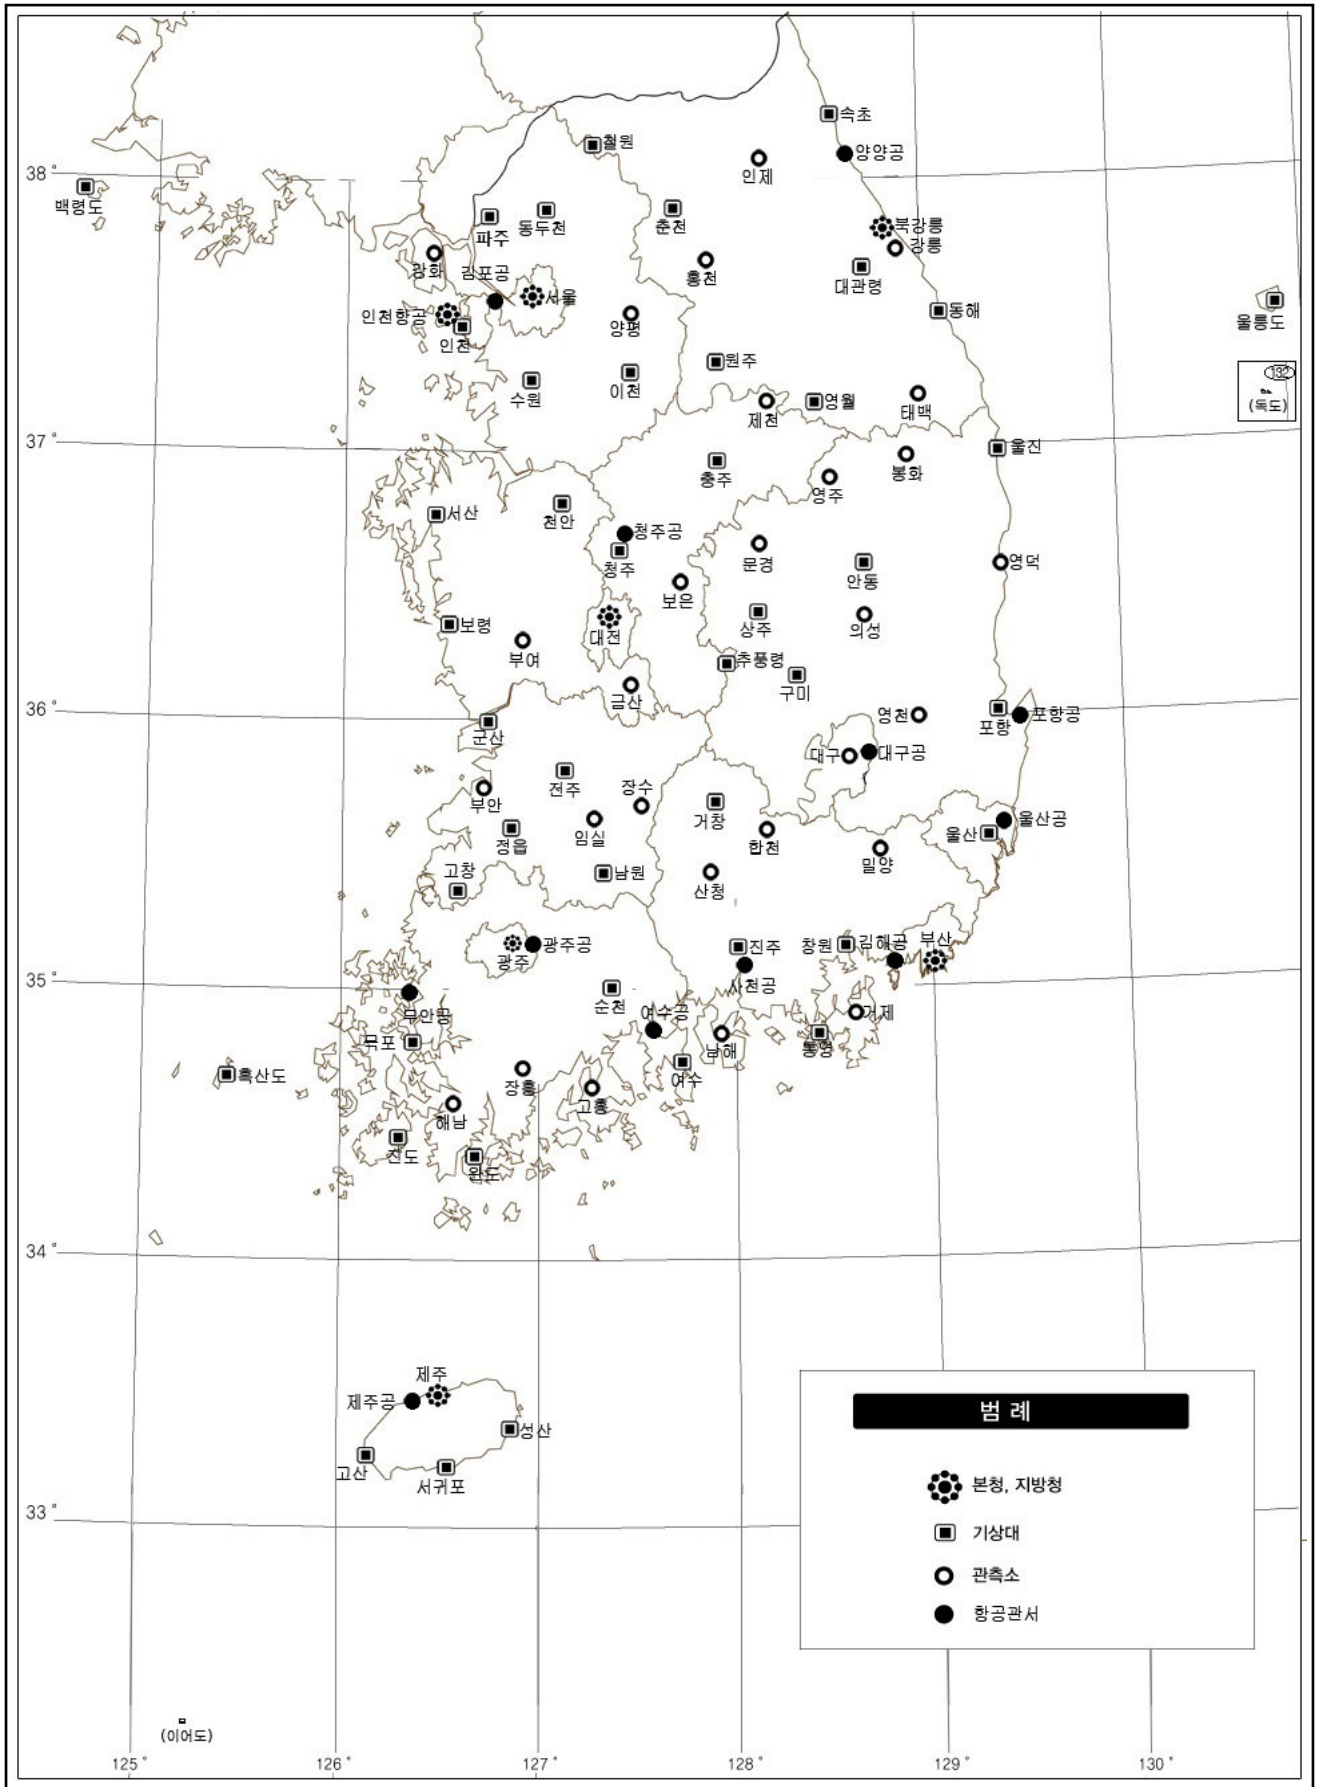 속초
철원
양양공
인제
38°
백령도
춘천
동두천
파주
북강릉
강릉
홍천
강화
김포공
대관령
서울
동해
인천항공
양평
울릉도
인천
원주
132
이천
수원
(독도)
제천
영월
태백
37°
울진
봉화
충주
영주
서산
천안
청주공
영덕
문경
청주
안동
보은
보령
상주
의성
대전
부여
추풍령
구미
금산
36°
영천
포항공
포항
군산
대구
대구공
장수
전주
부안
거창
울산공
임실
울산
합천
정읍
밀양
고창
남원
산청
부산
광주공
진주
창원
김해공
광주
35°
사천공
순천
여수공
거제
무안공
목포
남해
통영
흑산도
여수
장흥
고흥
해남
진도
완도
34°
제주
제주공
성산
고산
서귀포
33°
범 례
본청, 지방청
기상대
관측소
항공관서
(이어도)
125° 126° 127° 128° 129° 130°